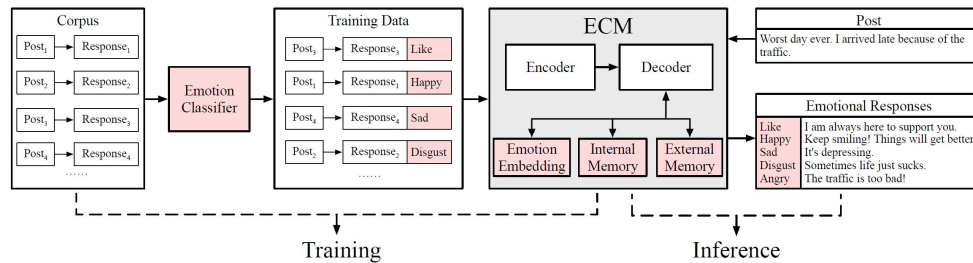 Corpus
Post₁ Response₁
Post₂ Response₂
Post₃ Response₃
Post₄ Response₄
......
Emotion
Classifier
Training Data
Post₃ Response₃ Like
Post₁ Response₁ Happy
Post₄ Response₄ Sad
Post₂ Response₂ Disgust
......
ECM
Encoder Decoder
Emotion
Embedding
Internal
Memory
External
Memory
Post
Worst day ever. I arrived late because of the
traffic.
Emotional Responses
Like I am always here to support you.
Happy Keep smiling! Things will get better
Sad It's depressing.
Disgust Sometimes life just sucks.
Angry The traffic is too bad!
Training
Inference